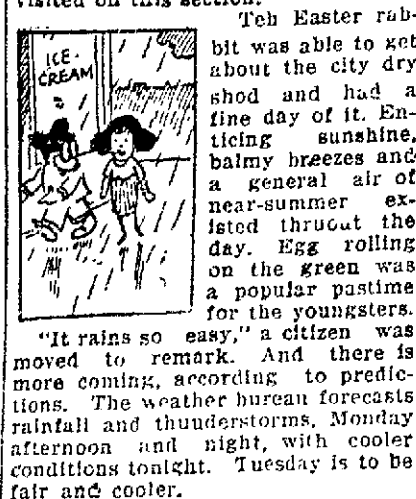 visited on this section.
Teh Easter rab-
bit was able to get
about the city dry
shod and had a
fine day of it. En-
ticing sunshine,
balmy breezes and
a general air of
near-summer ex-
isted thruout the
day. Egg rolling
on the green was
a popular pastime
for the youngsters.
ICE-
CREAM
"It rains so easy," a citizen was
moved to remark. And there is
more coming, according to predic-
tions. The weather bureau forecasts
rainfall and thunderstorms, Monday
afternoon and night, with cooler
conditions tonight. Tuesday is to be
fair and cooler.